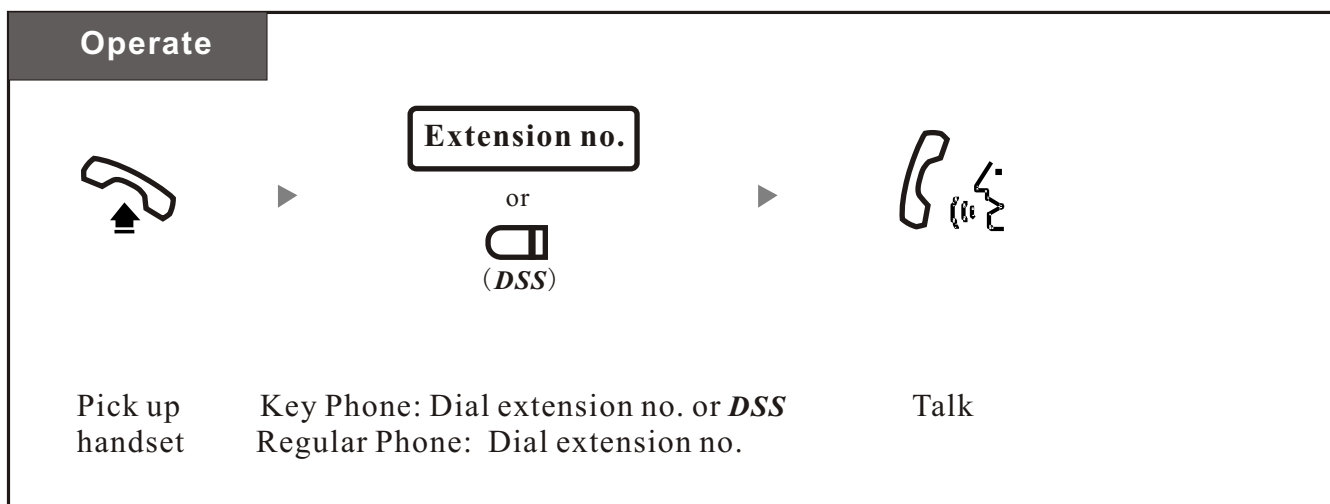 Operate
Extension no.
or
（DSS）
Pick up Key Phone: Dial extension no. or DSS Talk
handset Regular Phone: Dial extension no.